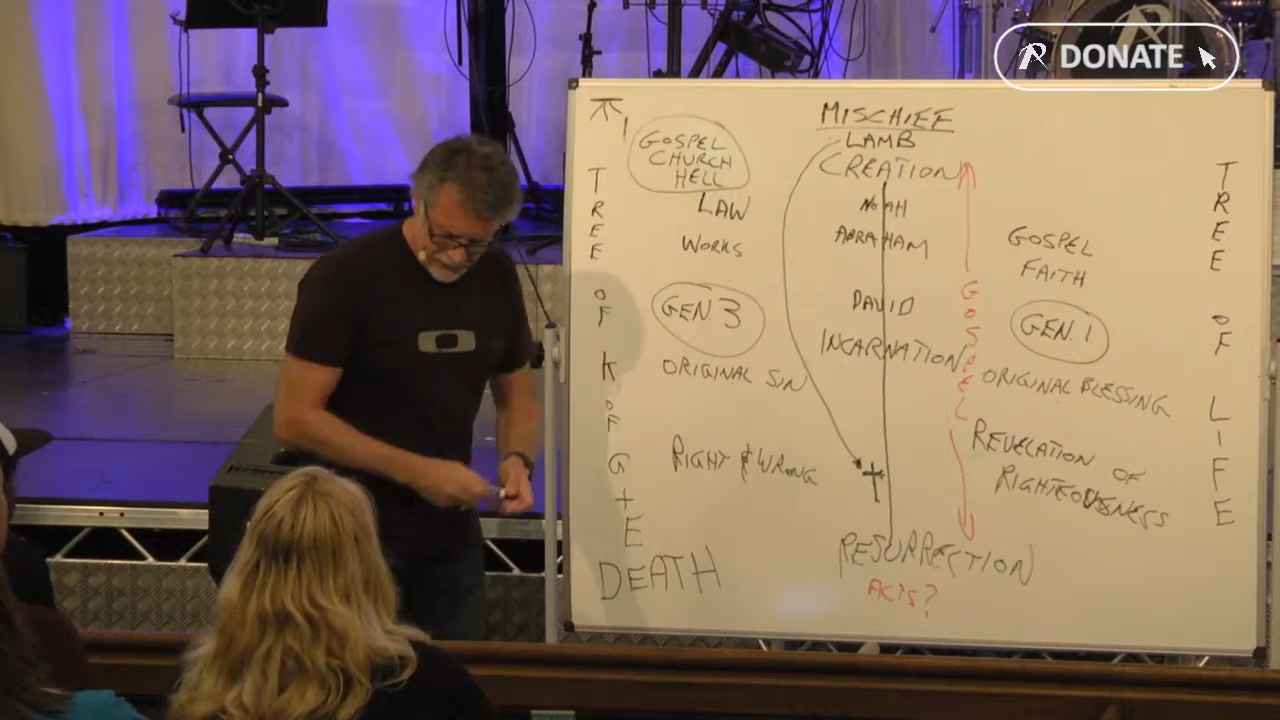 DONATE
MISCHIEF
LAMB
CREATION
NOAH
ABRAHAM
DAVID
INCARNATION
RESURRECTION
ACTS?
GOSPEL
TREE
OF
K
OF
G + E
DEATH
GOSPEL
CHURCH
HELL
LAW
WORKS
GEN 3
ORIGINAL SIN
RIGHT & WRONG
GOSPEL
FAITH
GEN. 1
ORIGINAL BLESSING
REVELATION OF
RIGHTEOUSNESS
TREE
OF
LIFE